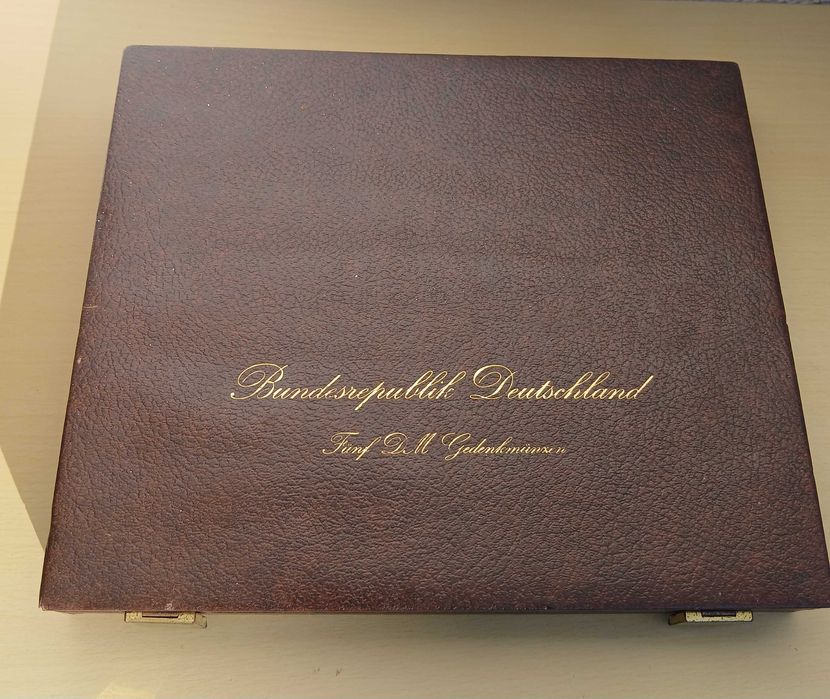 Bundesrepublik Deutschland
Fünf DM Gedenkmünzen